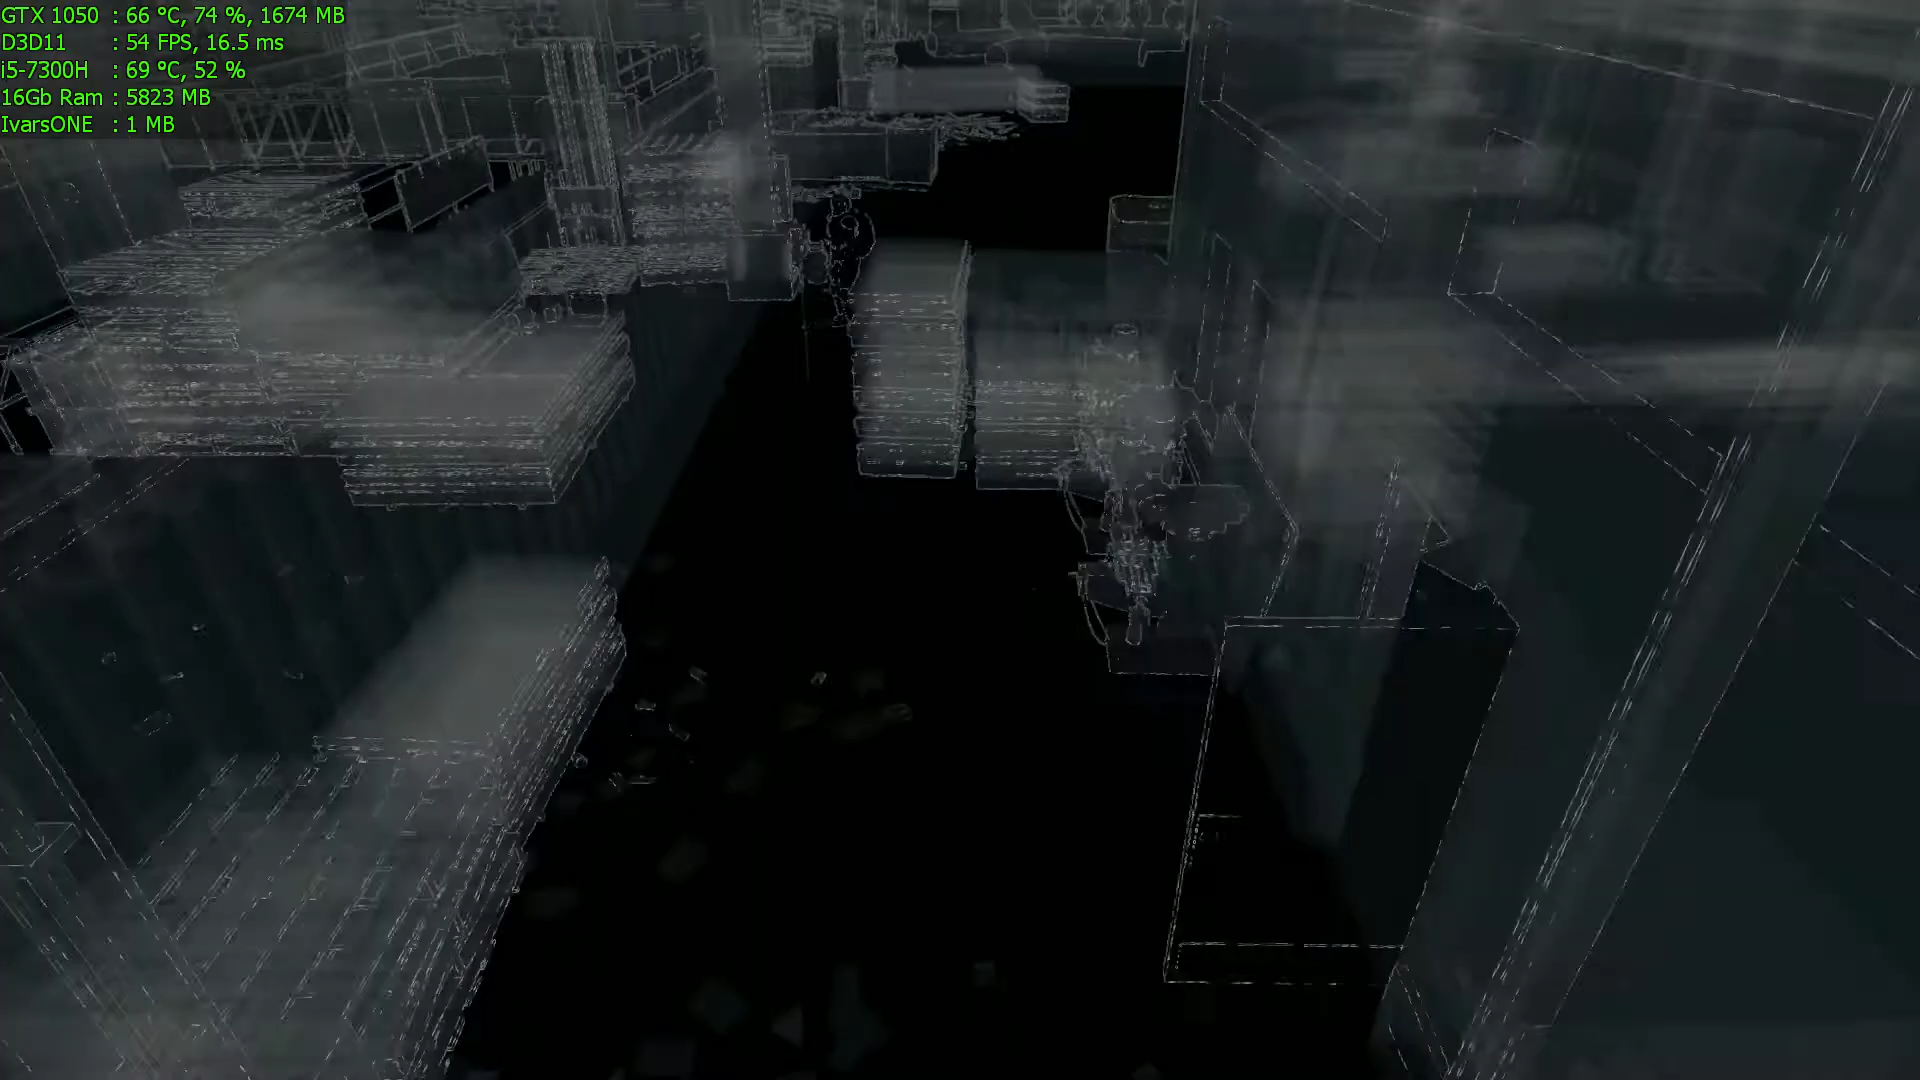 GTX 1050 : 66 °C, 74 %, 1674 MB
D3D11 : 54 FPS, 16.5 ms
i5-7300H : 69 °C, 52 %
16Gb Ram : 5823 MB
IvarsONE : 1 MB